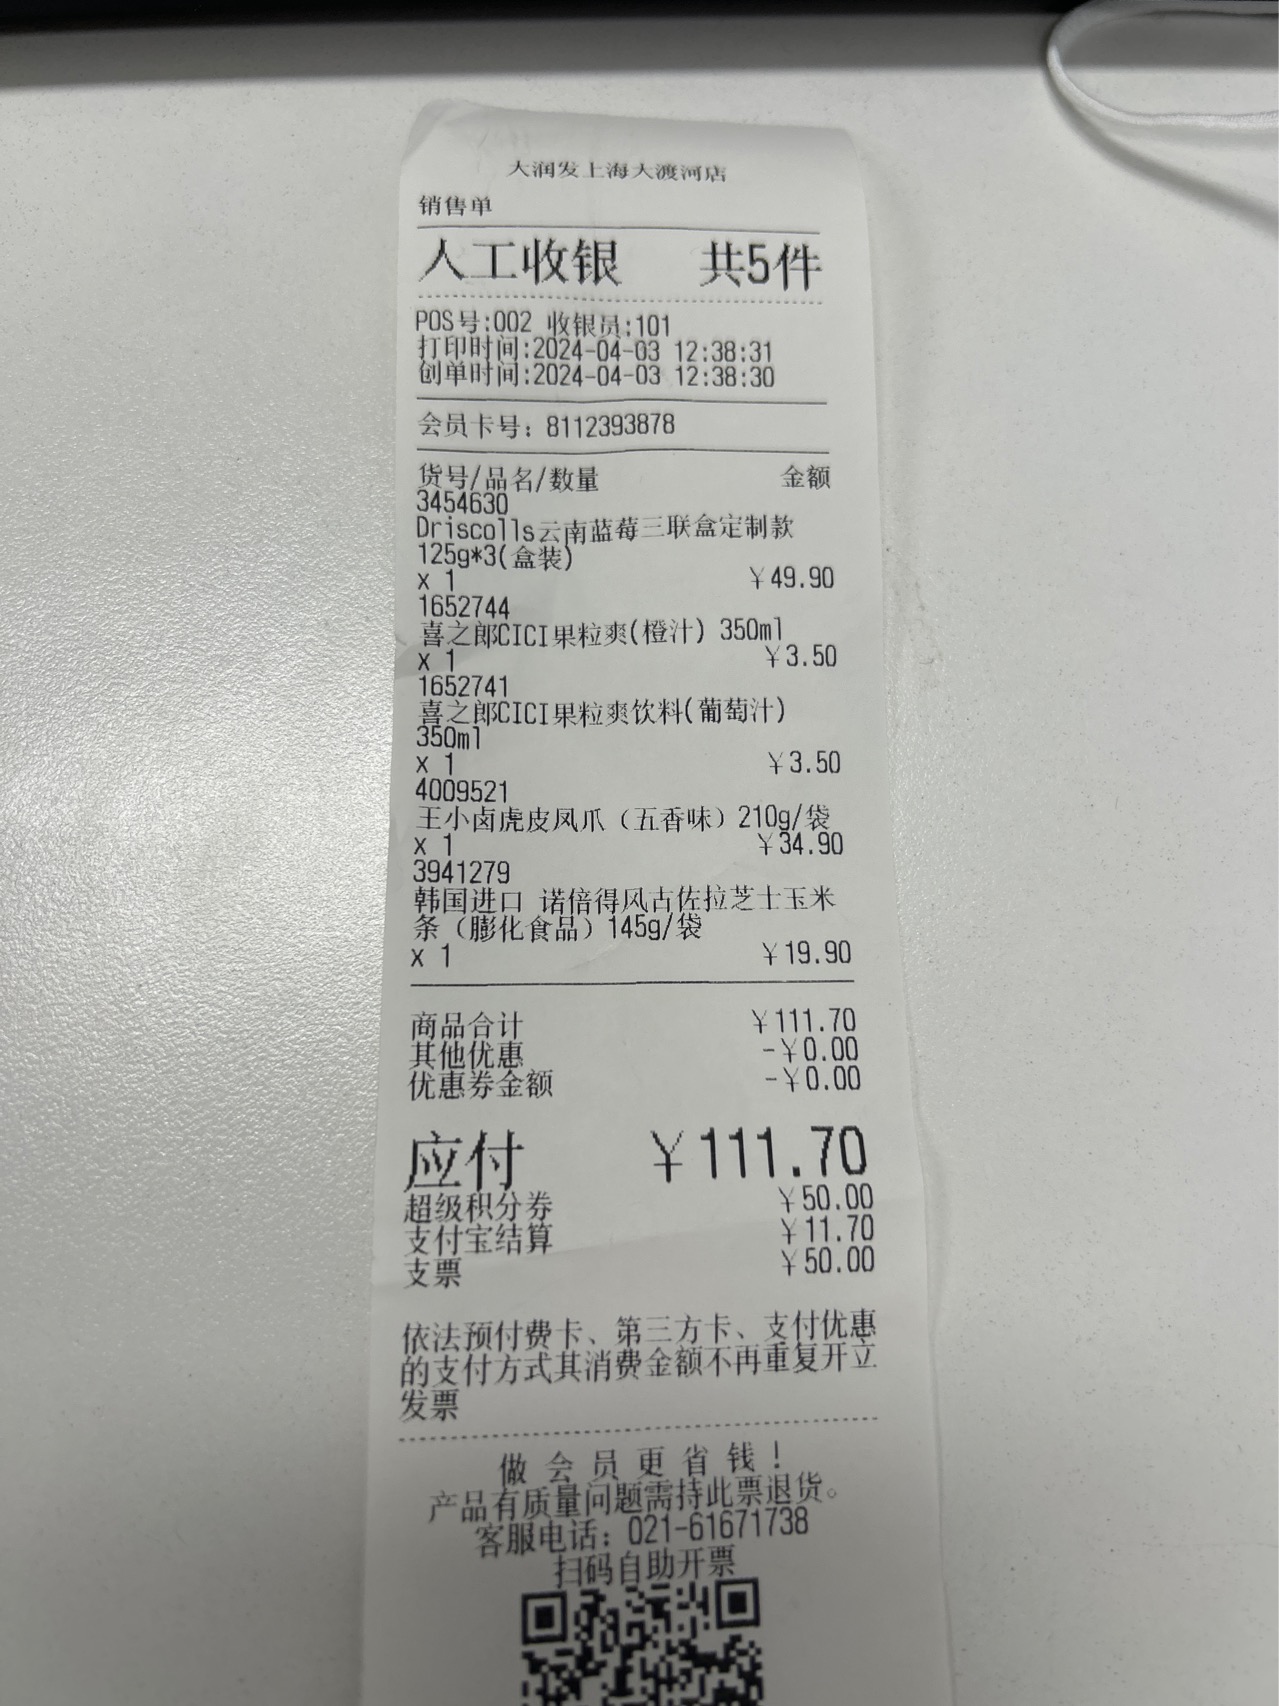 大润发上海大渡河店
销售单
人工收银 共5件
POS号:002 收银员:101
打印时间:2024-04-03 12:38:31
创单时间:2024-04-03 12:38:30
会员卡号：8112393878
货号/品名/数量 金额
3454630
Driscolls云南蓝莓三联盒定制款
125g*3(盒装)
x 1 ￥49.90
1652744
喜之郎CICI果粒爽(橙汁) 350ml
x 1 ￥3.50
1652741
喜之郎CICI果粒爽饮料(葡萄汁)
350ml
x 1 ￥3.50
4009521
王小卤虎皮凤爪（五香味）210g/袋
x 1 ￥34.90
3941279
韩国进口 诺倍得风古佐拉芝士玉米
条（膨化食品）145g/袋
x 1 ￥19.90
商品合计 ￥111.70
其他优惠 -￥0.00
优惠券金额 -￥0.00
应付 ￥111.70
超级积分券 ￥50.00
支付宝结算 ￥11.70
支票 ￥50.00
依法预付费卡、第三方卡、支付优惠
的支付方式其消费金额不再重复开立
发票
做 会 员 更 省 钱！
产品有质量问题需持此票退货。
客服电话：021-61671738
扫码自助开票